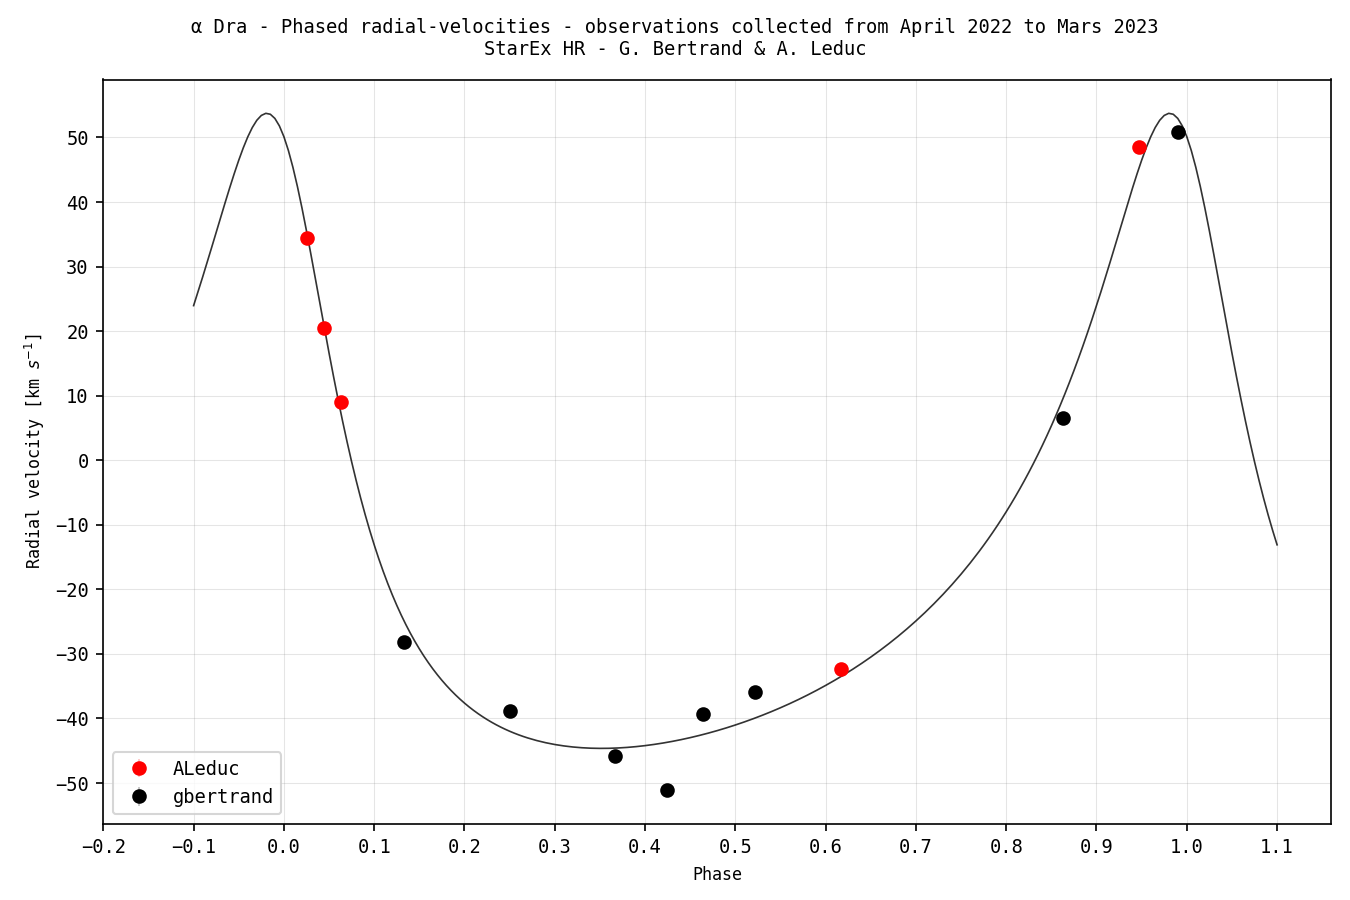 α Dra - Phased radial-velocities - observations collected from April 2022 to Mars 2023
StarEx HR - G. Bertrand & A. Leduc
Radial velocity [km s⁻¹]
50
40
30
20
10
0
−10
−20
−30
−40
−50
ALeduc
gbertrand
−0.2 −0.1 0.0 0.1 0.2 0.3 0.4 0.5 0.6 0.7 0.8 0.9 1.0 1.1
Phase